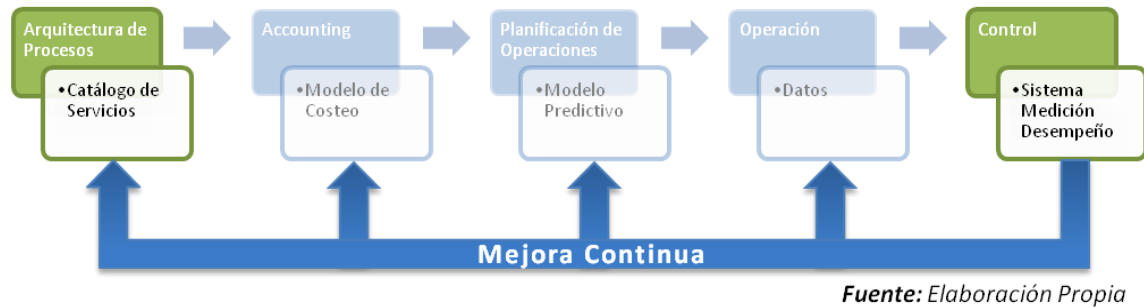 Arquitectura de
Procesos
•Catálogo de
Servicios
Accounting
•Modelo de
Costeo
Planificación de
Operaciones
•Modelo
Predictivo
Operación
•Datos
Control
•Sistema
Medición
Desempeño
Mejora Continua
Fuente: Elaboración Propia